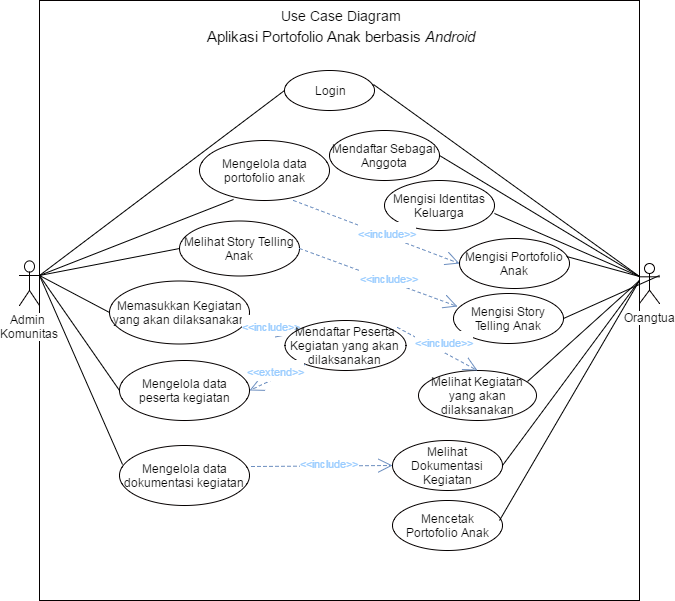 Use Case Diagram
Aplikasi Portofolio Anak berbasis Android
Login
Mendaftar Sebagai
Anggota
Mengelola data
portofolio anak
Mengisi Identitas
Keluarga
<<include>>
Melihat Story Telling
Anak
Mengisi Portofolio
Anak
<<include>>
Admin
Komunitas
Orangtua
Memasukkan Kegiatan
yang akan dilaksanakan
Mengisi Story
Telling Anak
<<include>>
Mendaftar Peserta
Kegiatan yang akan
dilaksanakan
<<include>>
<<extend>>
Mengelola data
peserta kegiatan
Melihat Kegiatan
yang akan
dilaksanakan
Mengelola data
dokumentasi kegiatan
<<include>>
Melihat
Dokumentasi
Kegiatan
Mencetak
Portofolio Anak